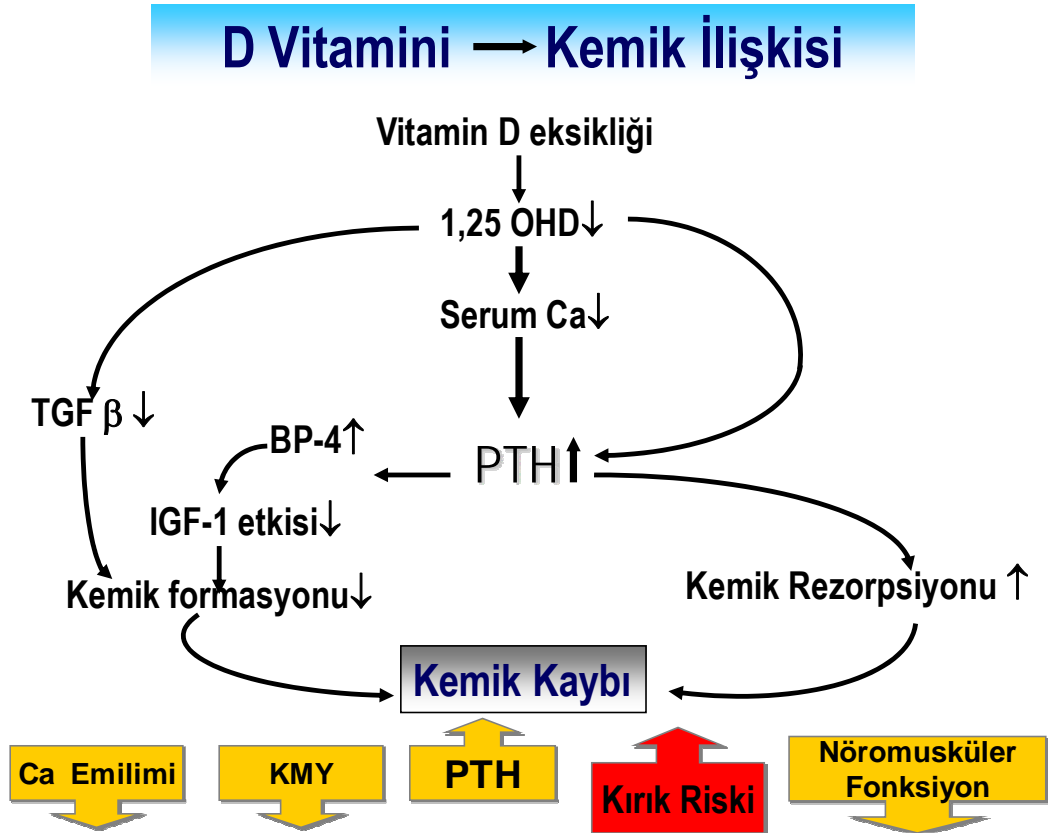 D Vitamini → Kemik İlişkisi
Vitamin D eksikliği
1,25 OHD↓
Serum Ca↓
TGF β ↓
BP-4↑
PTH↑
IGF-1 etkisi↓
Kemik formasyonu↓
Kemik Rezorpsiyonu ↑
Kemik Kaybı
Ca Emilimi
KMY
PTH
Kırık Riski
Nöromusküler
Fonksiyon